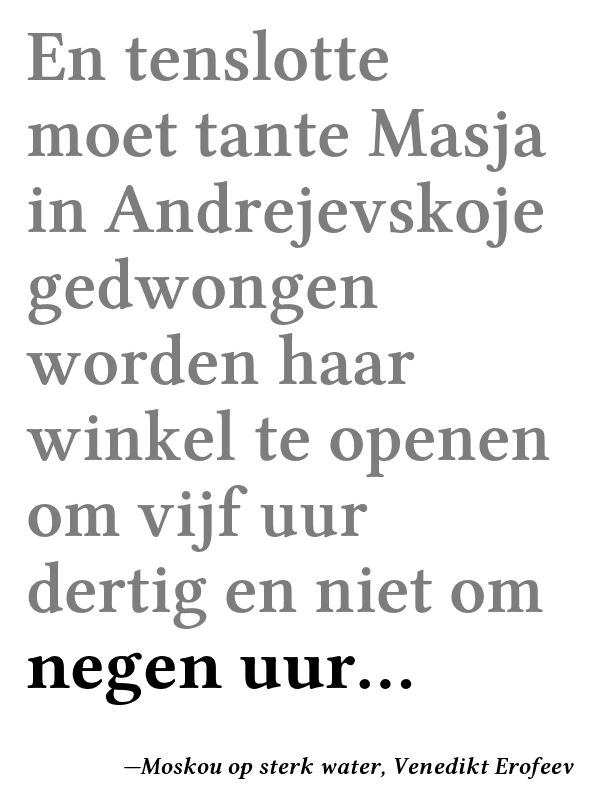 En tenslotte
moet tante Masja
in Andrejevskoje
gedwongen
worden haar
winkel te openen
om vijf uur
dertig en niet om
negen uur…
—Moskou op sterk water, Venedikt Erofeev